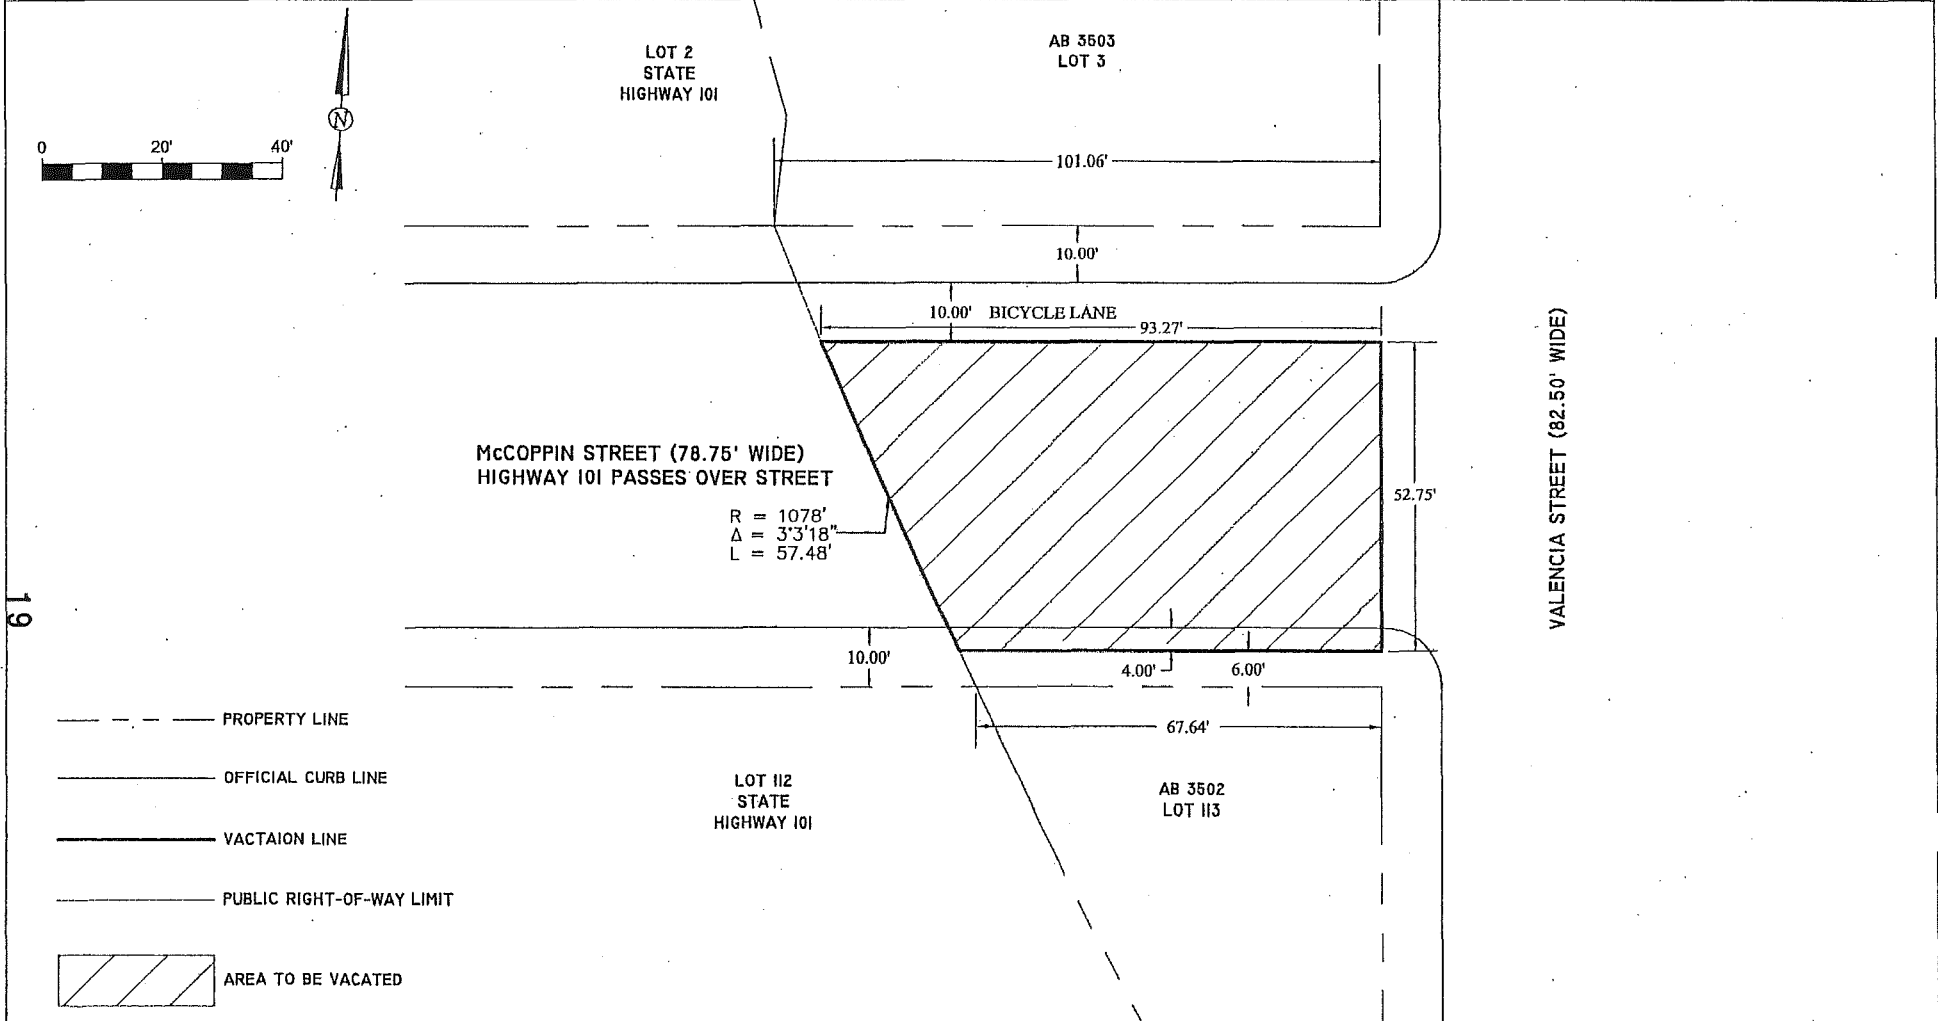 LOT 2
STATE
HIGHWAY 101
AB 3503
LOT 3
N
0 20' 40'
101.06'
10.00'
10.00' BICYCLE LANE
93.27'
McCOPPIN STREET (78.75' WIDE)
HIGHWAY 101 PASSES OVER STREET
R = 1078'
Δ = 3°3'18"
L = 57.48'
52.75'
VALENCIA STREET (82.50' WIDE)
19
10.00'
4.00'
6.00'
67.64'
PROPERTY LINE
OFFICIAL CURB LINE
VACTAION LINE
PUBLIC RIGHT-OF-WAY LIMIT
AREA TO BE VACATED
LOT 112
STATE
HIGHWAY 101
AB 3502
LOT 113